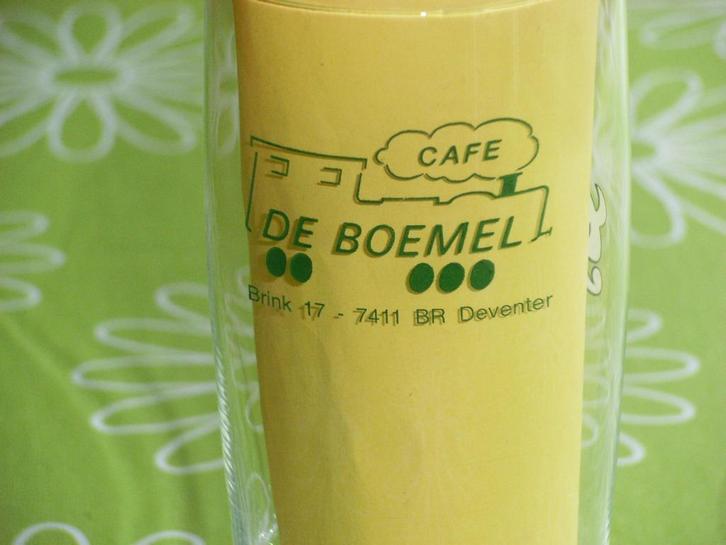 CAFE
DE BOEMEL
Brink 17 - 7411 BR Deventer